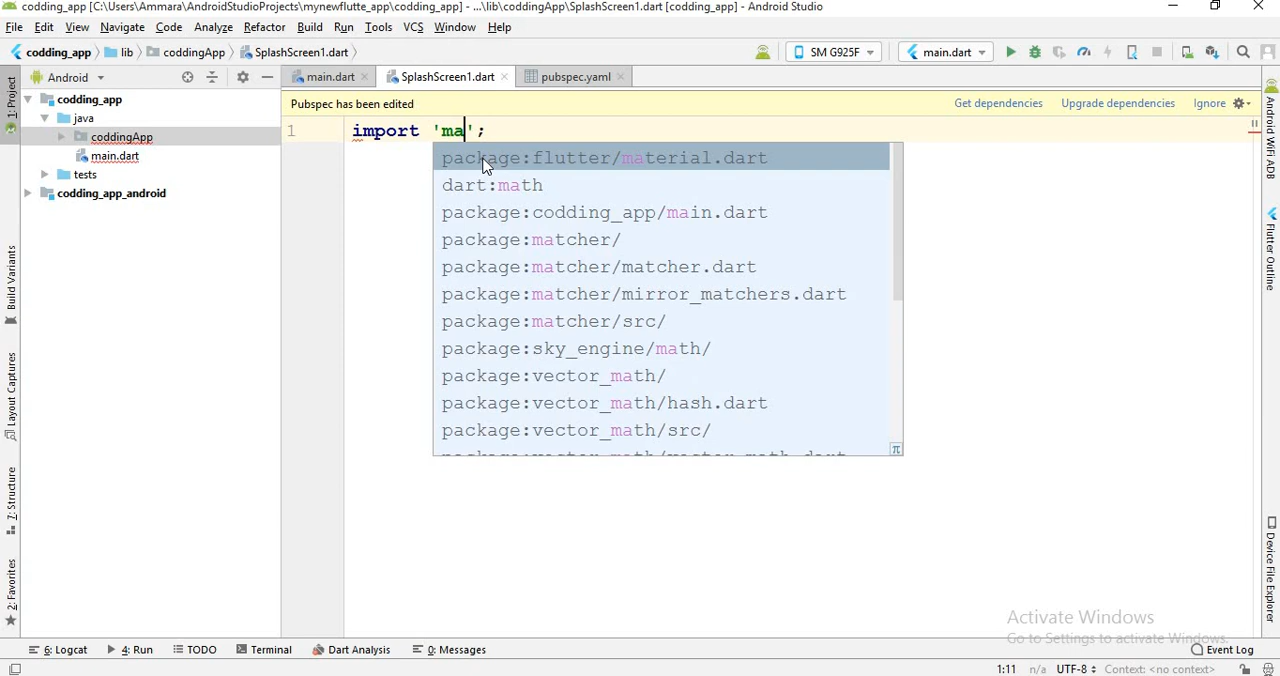 codding_app [C:\Users\Ammara\AndroidStudioProjects\mynewflutte_app\codding_app] - ...\lib\coddingApp\SplashScreen1.dart [codding_app] - Android Studio
File Edit View Navigate Code Analyze Refactor Build Run Tools VCS Window Help
codding_app lib coddingApp SplashScreen1.dart SM G925F main.dart
1: Project
Android
main.dart SplashScreen1.dart pubspec.yaml
Pubspec has been edited Get dependencies Upgrade dependencies Ignore
codding_app
java
coddingApp
main.dart
tests
codding_app_android
1 import 'ma';
package:flutter/material.dart
dart:math
package:codding_app/main.dart
package:matcher/
package:matcher/matcher.dart
package:matcher/mirror_matchers.dart
package:matcher/src/
package:sky_engine/math/
package:vector_math/
package:vector_math/hash.dart
package:vector_math/src/
π
Build Variants
Layout Captures
Z: Structure
2: Favorites
Android Wifi ADB
Flutter Outline
Device File Explorer
Activate Windows
Go to Settings to activate Windows.
6: Logcat 4: Run TODO Terminal Dart Analysis 0: Messages Event Log
1:11 n/a UTF-8 Context: <no context>